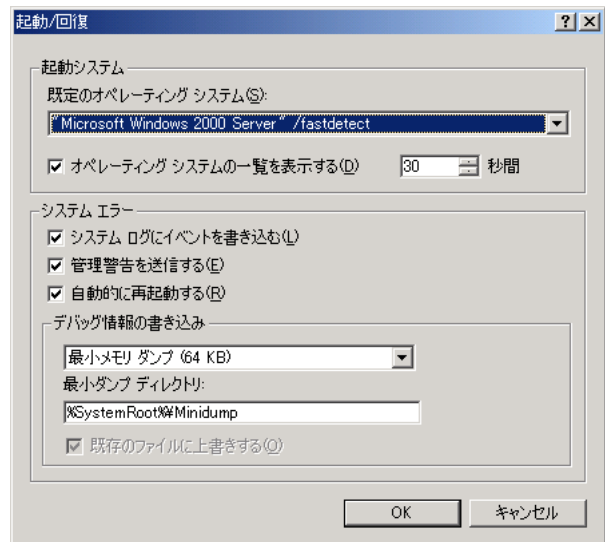 起動/回復
起動システム
既定のオペレーティング システム(S):
"Microsoft Windows 2000 Server" /fastdetect
オペレーティング システムの一覧を表示する(D) 30 秒間
システム エラー
システム ログにイベントを書き込む(L)
管理警告を送信する(E)
自動的に再起動する(R)
デバッグ情報の書き込み
最小メモリ ダンプ (64 KB)
最小ダンプ ディレクトリ:
%SystemRoot%¥Minidump
既存のファイルに上書きする(O)
OK キャンセル